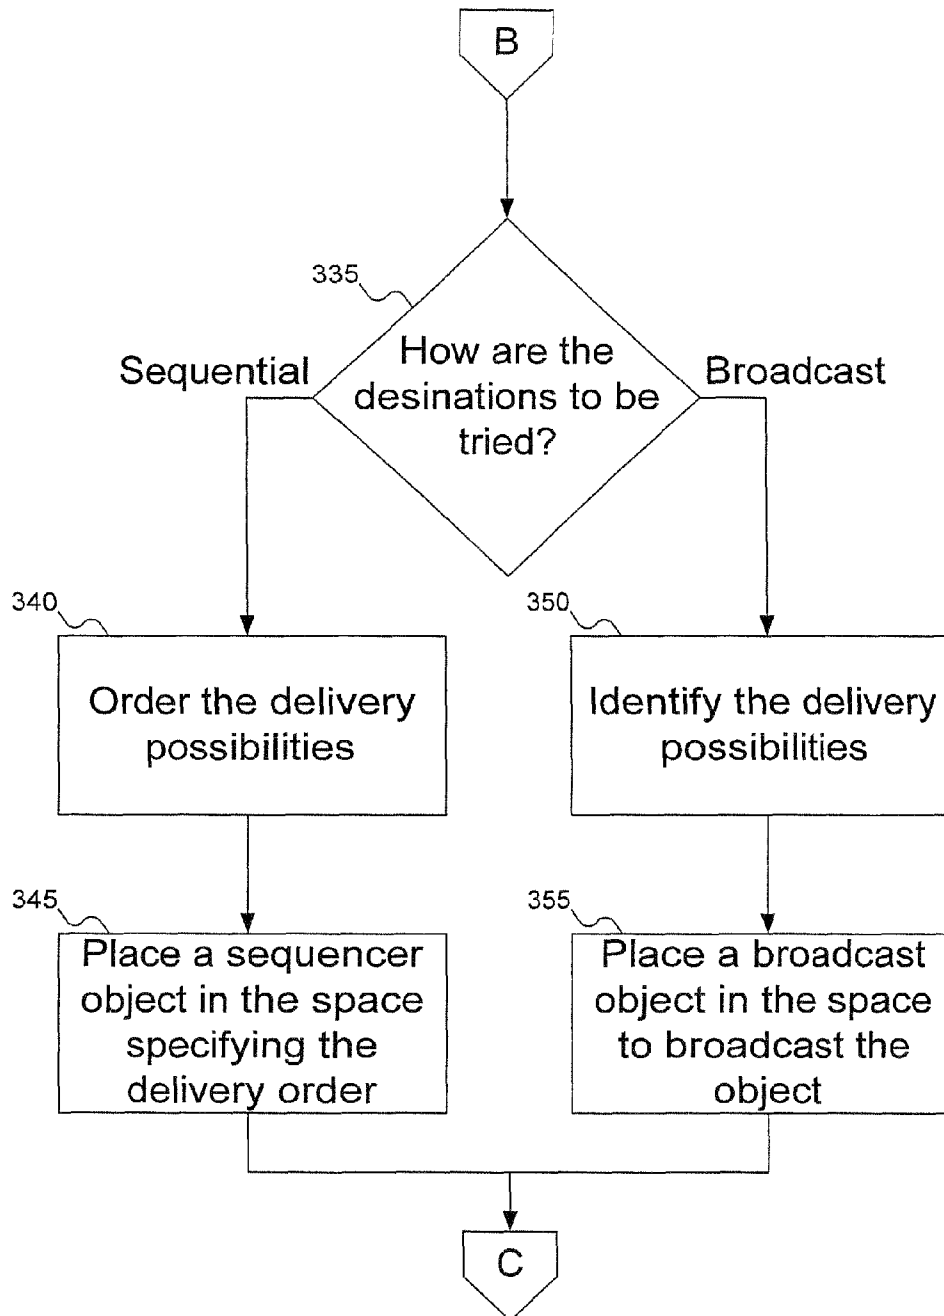 B
335
How are the
desinations to be
tried?
Sequential
Broadcast
340
Order the delivery
possibilities
350
Identify the delivery
possibilities
345
Place a sequencer
object in the space
specifying the
delivery order
355
Place a broadcast
object in the space
to broadcast the
object
C